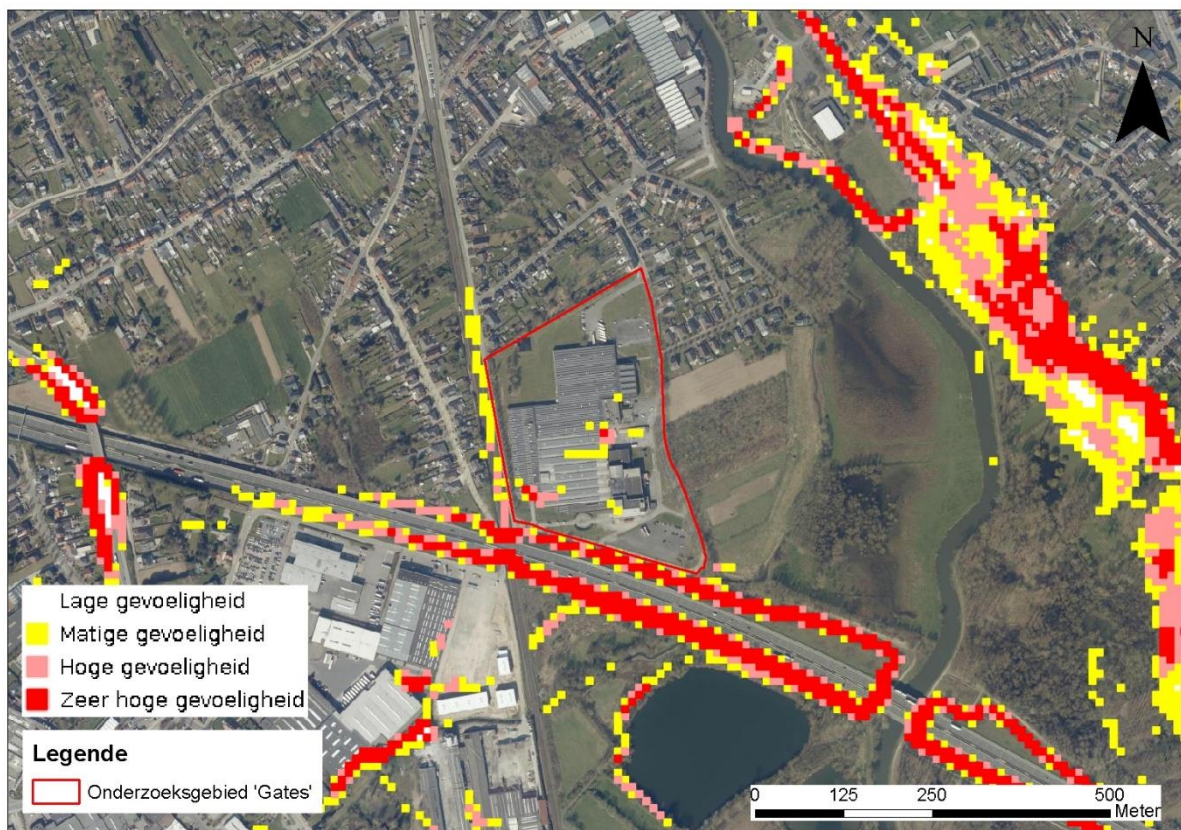 N
Lage gevoeligheid
Matige gevoeligheid
Hoge gevoeligheid
Zeer hoge gevoeligheid
Legende
Onderzoeksgebied 'Gates'
0 125 250 500
Meter